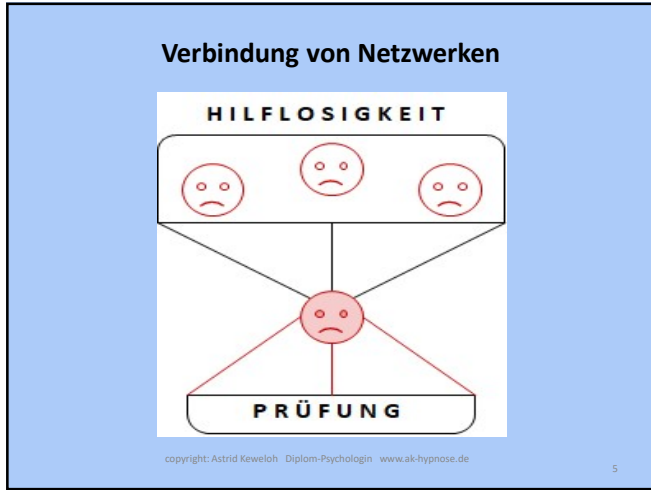 Verbindung von Netzwerken
HILFLOSIGKEIT
PRÜFUNG
copyright: Astrid Keweloh Diplom-Psychologin www.ak-hypnose.de
5